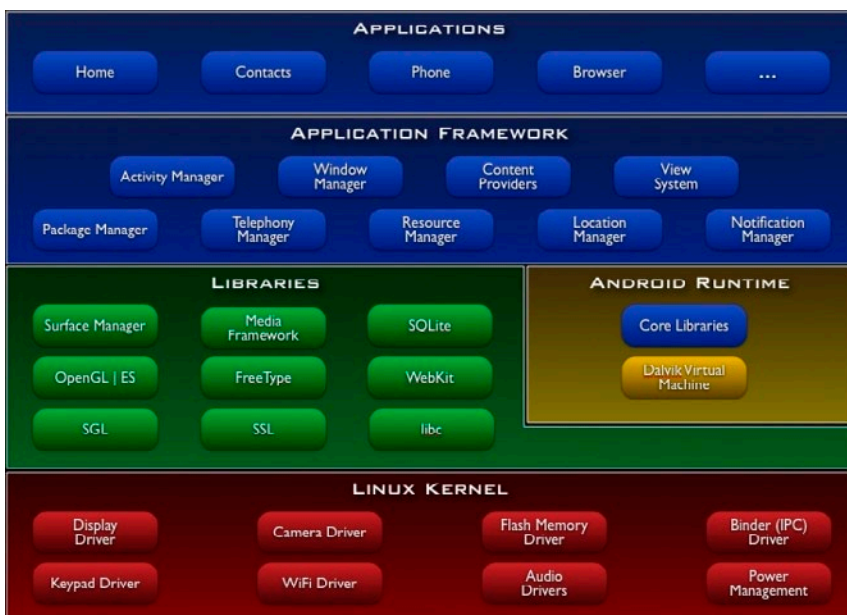 APPLICATIONS
Home Contacts Phone Browser ...
APPLICATION FRAMEWORK
Activity Manager Window Manager Content Providers View System
Package Manager Telephony Manager Resource Manager Location Manager Notification Manager
LIBRARIES
Surface Manager Media Framework SQLite
OpenGL | ES FreeType WebKit
SGL SSL libc
ANDROID RUNTIME
Core Libraries
Dalvik Virtual Machine
LINUX KERNEL
Display Driver Camera Driver Flash Memory Driver Binder (IPC) Driver
Keypad Driver WiFi Driver Audio Drivers Power Management